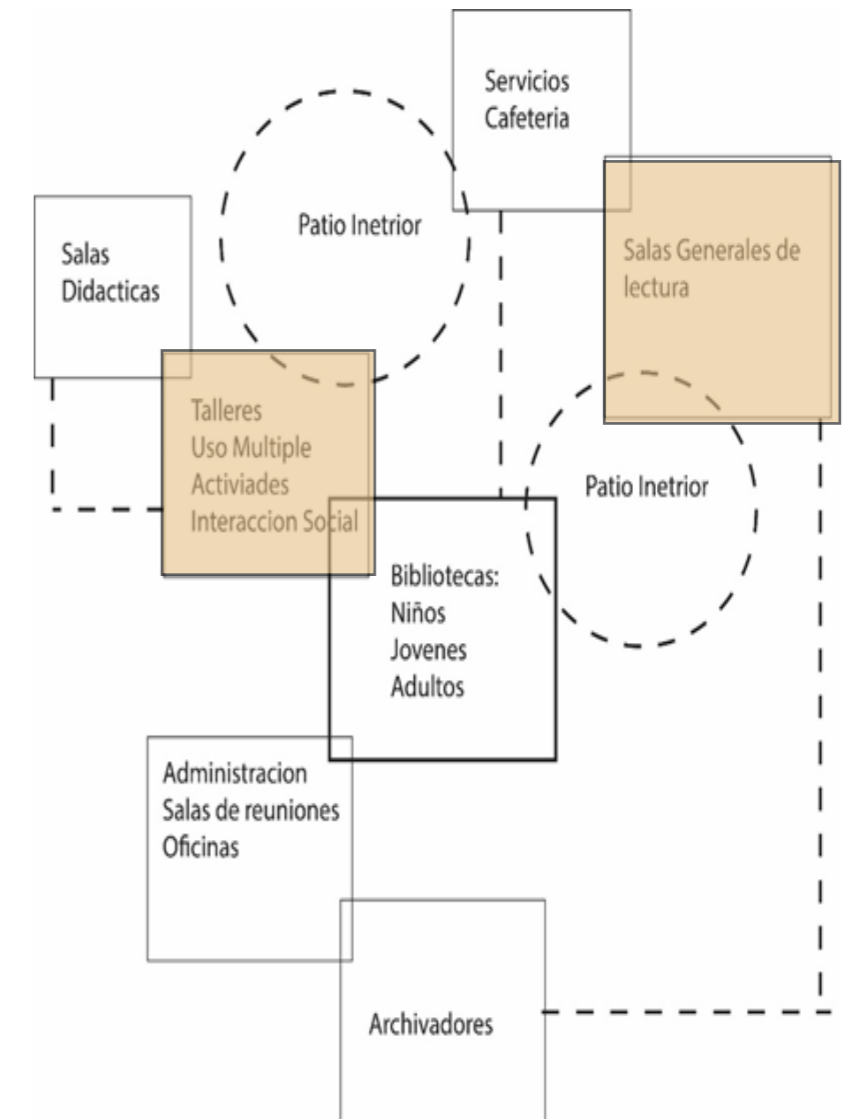 Servicios
Cafeteria
Patio Inetrior
Salas Generales de
lectura
Salas
Didacticas
Talleres
Uso Multiple
Activiades
Interaccion Social
Patio Inetrior
Bibliotecas:
Niños
Jovenes
Adultos
Administracion
Salas de reuniones
Oficinas
Archivadores